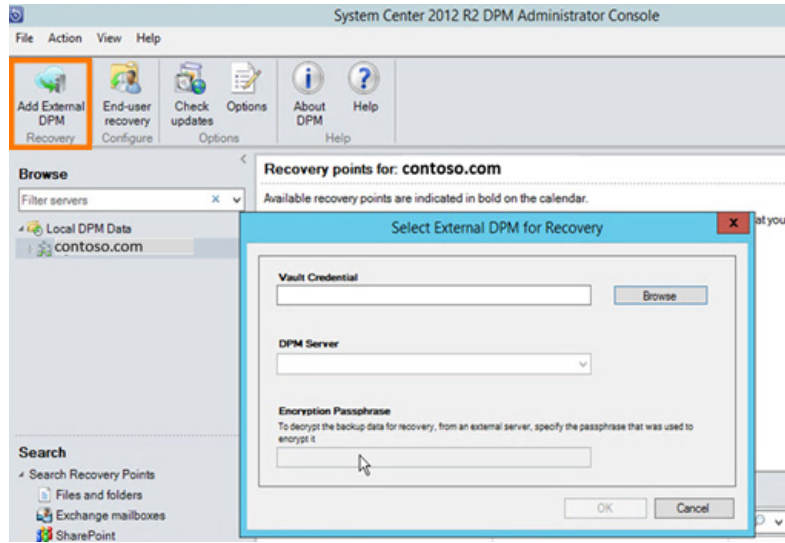 System Center 2012 R2 DPM Administrator Console
File Action View Help
Add External DPM
End-user recovery
Check updates
Options
About DPM
Help
Recovery
Configure
Options
Help
Browse
Filter servers
Local DPM Data
contoso.com
Search
Search Recovery Points
Files and folders
Exchange mailboxes
SharePoint
Recovery points for: contoso.com
Available recovery points are indicated in bold on the calendar.
at you
Select External DPM for Recovery
x
Vault Credential
Browse
DPM Server
Encryption Passphrase
To decrypt the backup data for recovery, from an external server, specify the passphrase that was used to
encrypt it
OK
Cancel